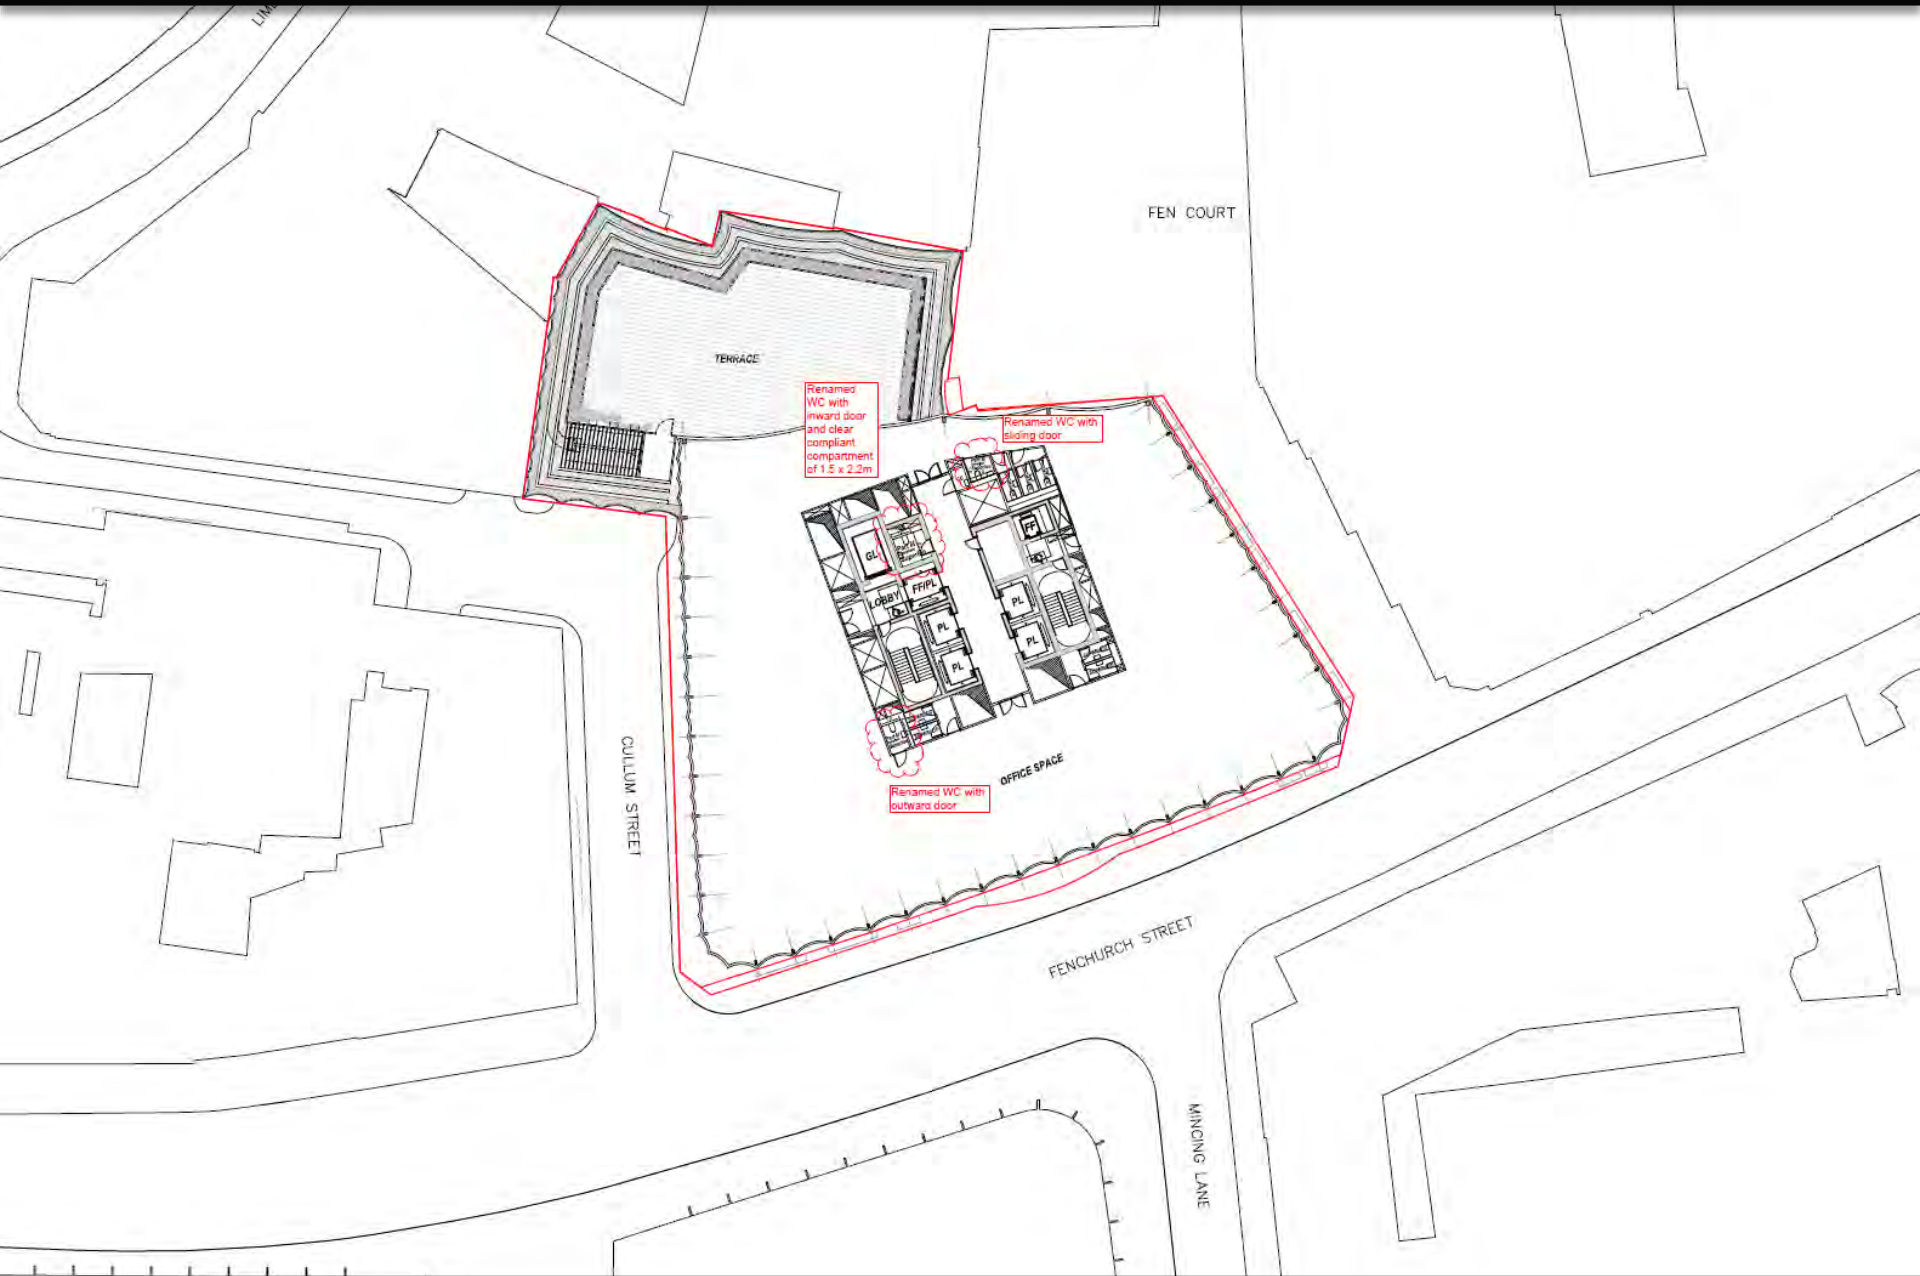 FEN COURT
TERRACE
Renamed
WC with
inward door
and clear
compliant
compartment
of 1.5 x 2.2m
Renamed WC with
sliding door
FF
GL
LOBBY
FF/PL
PL
PL
PL
PL
Renamed WC with
outward door
OFFICE SPACE
CULLUM STREET
FENCHURCH STREET
MINCING LANE